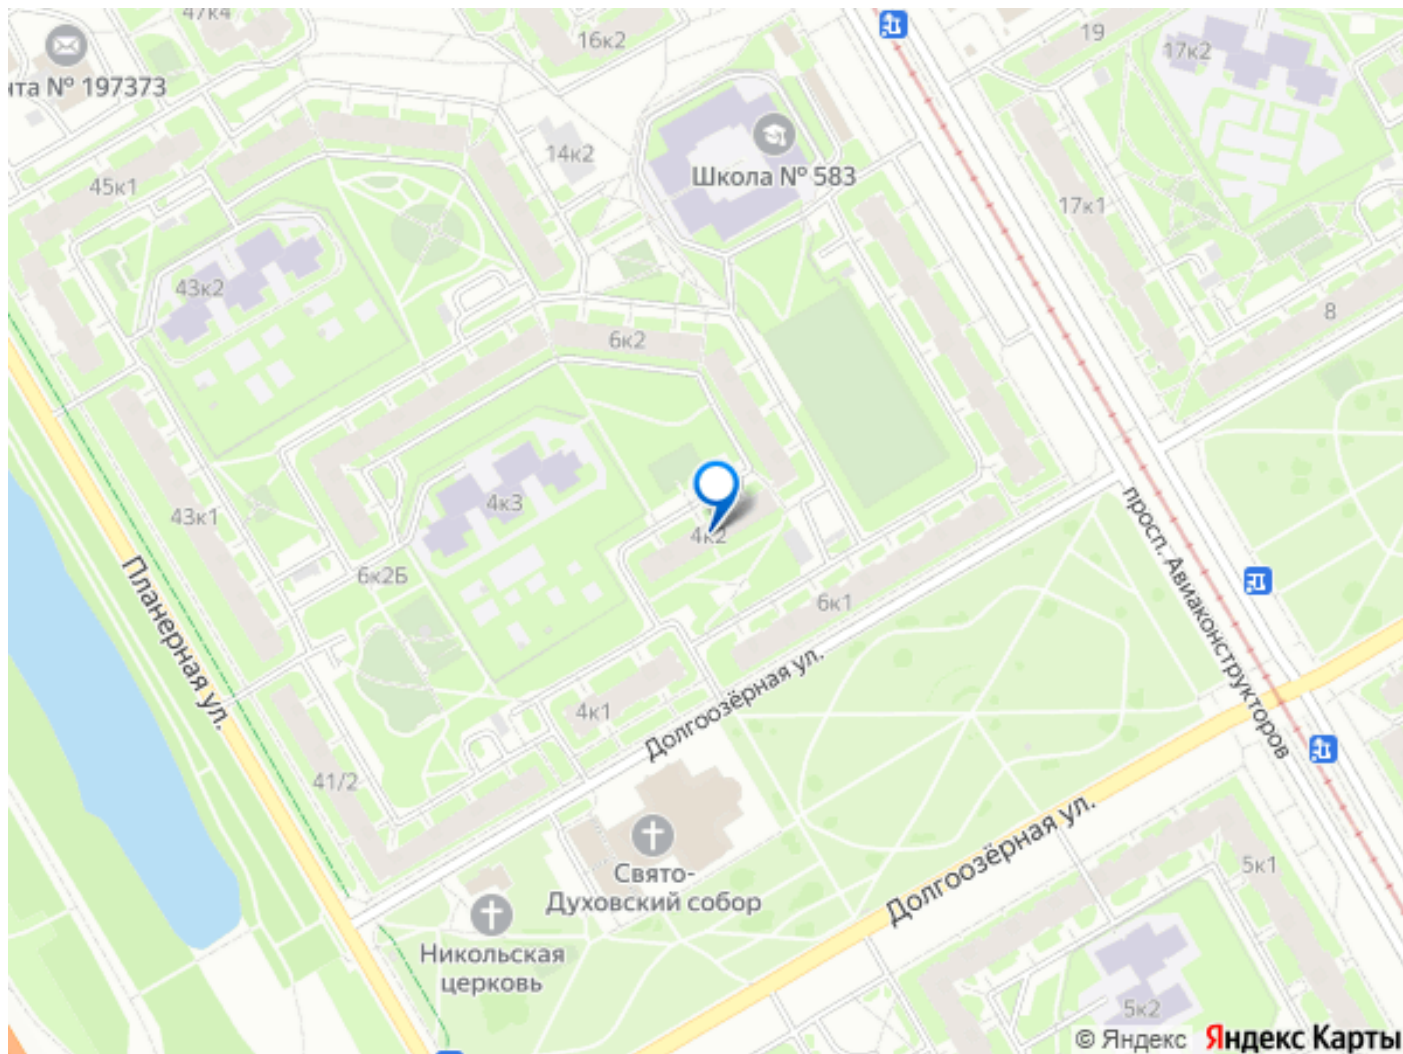 47к4
16к2
19
17к2
нта № 197373
14к2
Школа № 583
45к1
17к1
43к2
8
6к2
4к3
43к1
4к2
просп. Авиаконструкторов
6к2Б
6к1
Планерная ул.
4к1
Долгоозёрная ул.
41/2
Долгоозёрная ул.
5к1
Свято-
Духовский собор
Никольская
церковь
5к2
© Яндекс Яндекс Карты